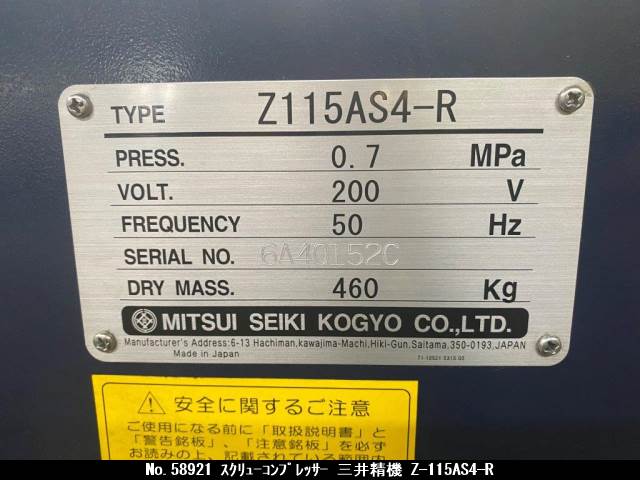 TYPE Z115AS4-R
PRESS. 0.7 MPa
VOLT. 200 V
FREQUENCY 50 Hz
SERIAL NO. 6A40152C
DRY MASS. 460 Kg
MITSUI SEIKI KOGYO CO.,LTD.
Manufacturer's Address:6-13 Hachiman,kawajima-Machi,Hiki-Gun,Saitama,350-0193,JAPAN
Made in Japan
安全に関するご注意
ご使用になる前に「取扱説明書」と
「警告銘板」、「注意銘板」を必ず
お読みの上、記載されている範囲内
No.58921 ｽｸﾘｭｰｺﾝﾌﾟﾚｯｻｰ 三井精機 Z-115AS4-R